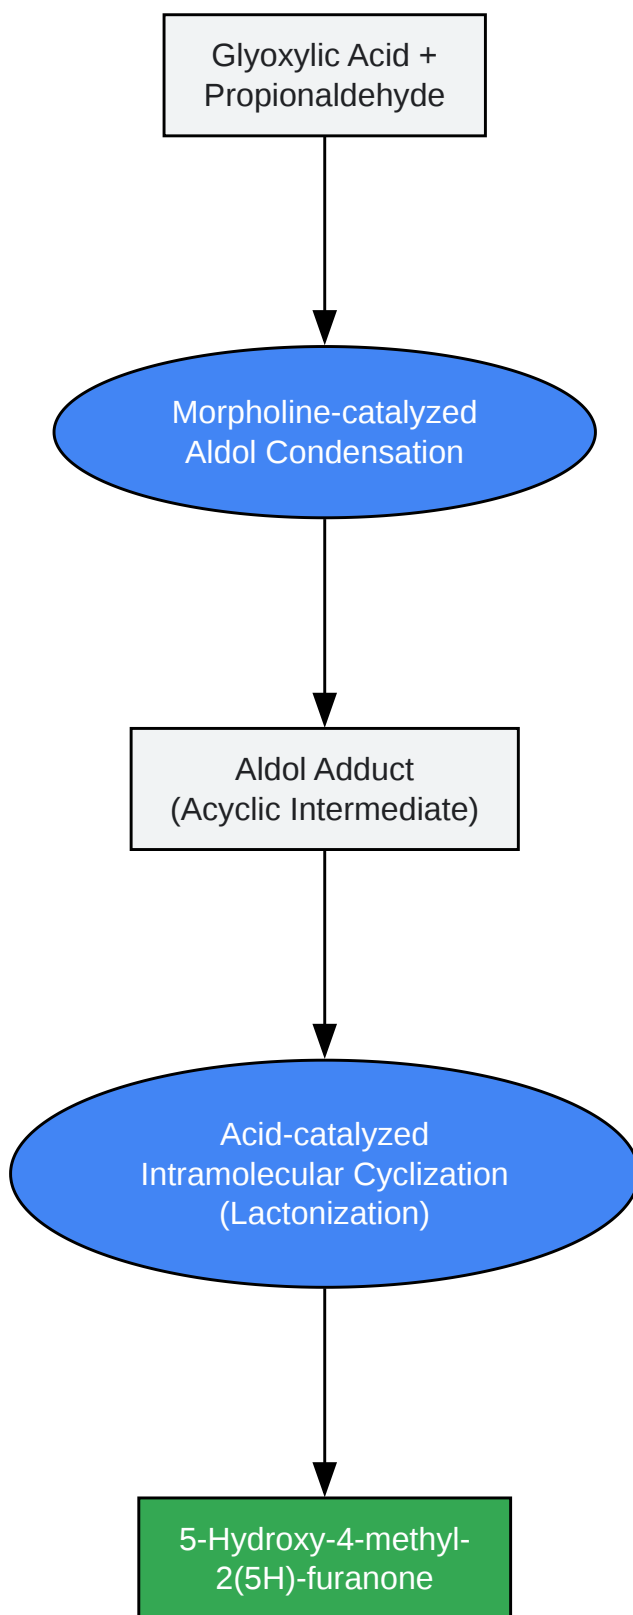 Glyoxylic Acid +
Propionaldehyde
Morpholine-catalyzed
Aldol Condensation
Aldol Adduct
(Acyclic Intermediate)
Acid-catalyzed
Intramolecular Cyclization
(Lactonization)
5-Hydroxy-4-methyl-
2(5H)-furanone